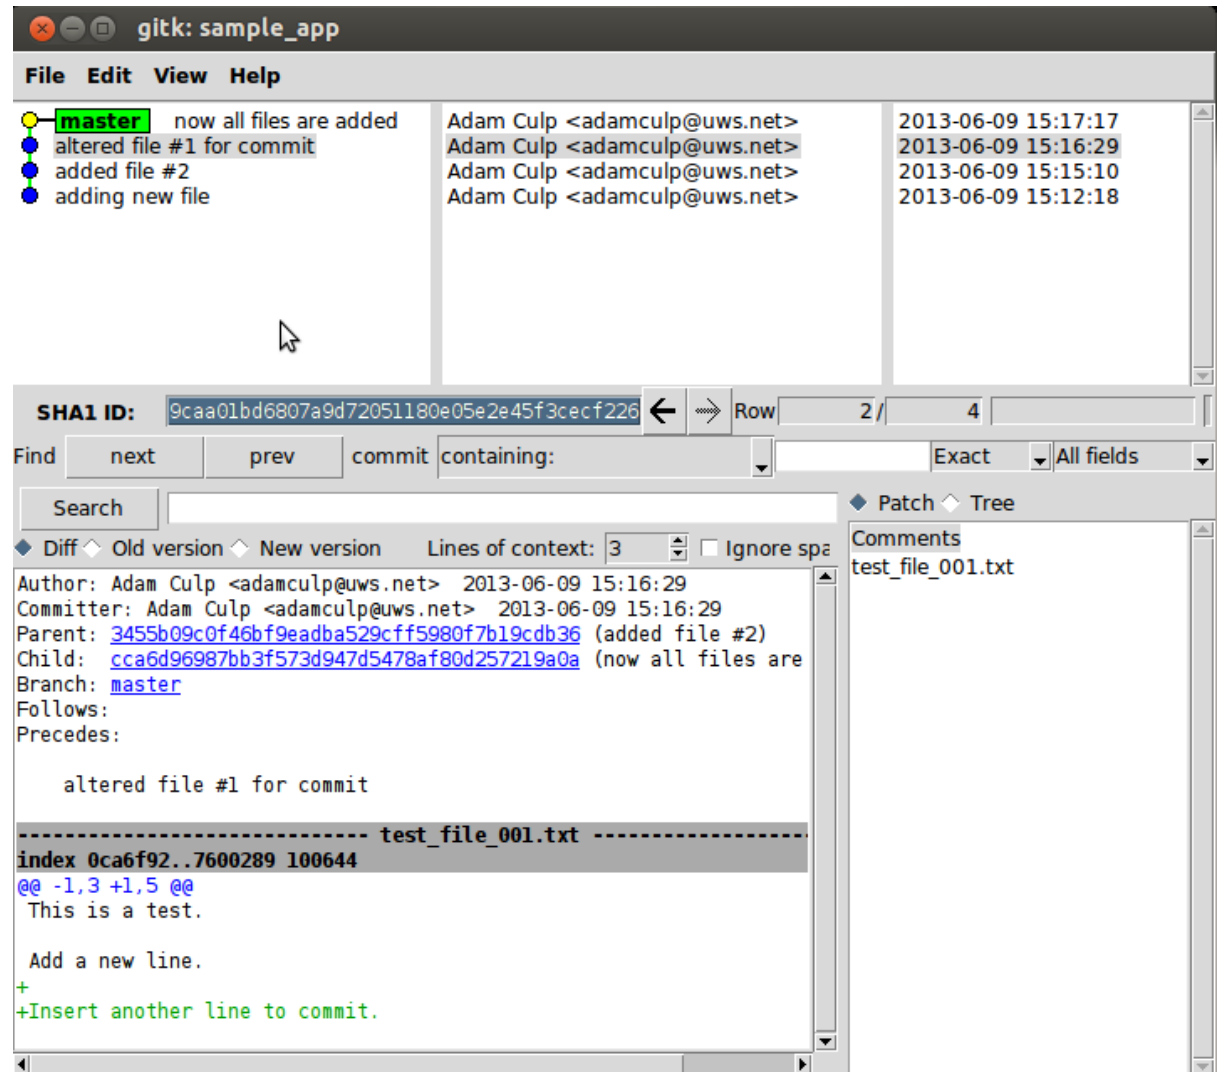 gitk: sample_app
File Edit View Help
master now all files are added Adam Culp <adamculp@uws.net> 2013-06-09 15:17:17
altered file #1 for commit Adam Culp <adamculp@uws.net> 2013-06-09 15:16:29
added file #2 Adam Culp <adamculp@uws.net> 2013-06-09 15:15:10
adding new file Adam Culp <adamculp@uws.net> 2013-06-09 15:12:18
SHA1 ID: 9caa01bd6807a9d72051180e05e2e45f3cecf226 Row 2/ 4
Find next prev commit containing: Exact All fields
Search
Patch Tree
Diff Old version New version Lines of context: 3 Ignore spa
Comments
test_file_001.txt
Author: Adam Culp <adamculp@uws.net> 2013-06-09 15:16:29
Committer: Adam Culp <adamculp@uws.net> 2013-06-09 15:16:29
Parent: 3455b09c0f46bf9eadba529cff5980f7b19cdb36 (added file #2)
Child: cca6d96987bb3f573d947d5478af80d257219a0a (now all files are
Branch: master
Follows:
Precedes:
altered file #1 for commit
------------------------------ test_file_001.txt ------------------
index 0ca6f92..7600289 100644
@@ -1,3 +1,5 @@
This is a test.
Add a new line.
+
+Insert another line to commit.